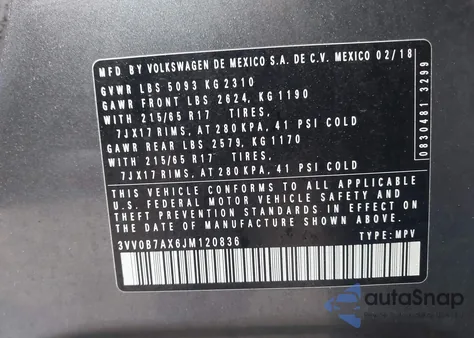 MFD BY VOLKSWAGEN DE MEXICO S.A. DE C.V. MEXICO 02/18
GVWR LBS 5093 KG 2310
GAWR FRONT LBS 2624, KG 1190
WITH 215/65 R17 TIRES,
7JX17 RIMS, AT 280 KPA, 41 PSI COLD
GAWR REAR LBS 2579, KG 1170
WITH 215/65 R17 TIRES,
7JX17 RIMS, AT 280 KPA, 41 PSI COLD
THIS VEHICLE CONFORMS TO ALL APPLICABLE
U.S. FEDERAL MOTOR VEHICLE SAFETY AND
THEFT PREVENTION STANDARDS IN EFFECT ON
THE DATE OF MANUFACTURE SHOWN ABOVE.
3VV0B7AX6JM120836 TYPE: MPV
0830481 3299
autoSnap